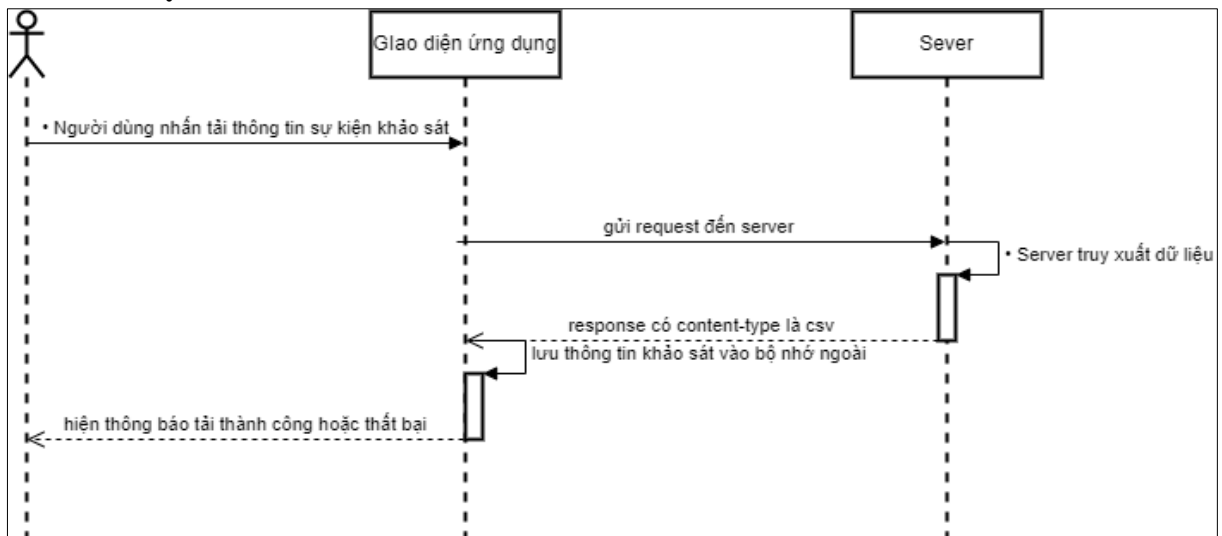 GIao diện ứng dụng
Sever
• Người dùng nhấn tải thông tin sự kiện khảo sát
gửi request đến server
• Server truy xuất dữ liệu
response có content-type là csv
lưu thông tin khảo sát vào bộ nhớ ngoài
hiện thông báo tải thành công hoặc thất bại